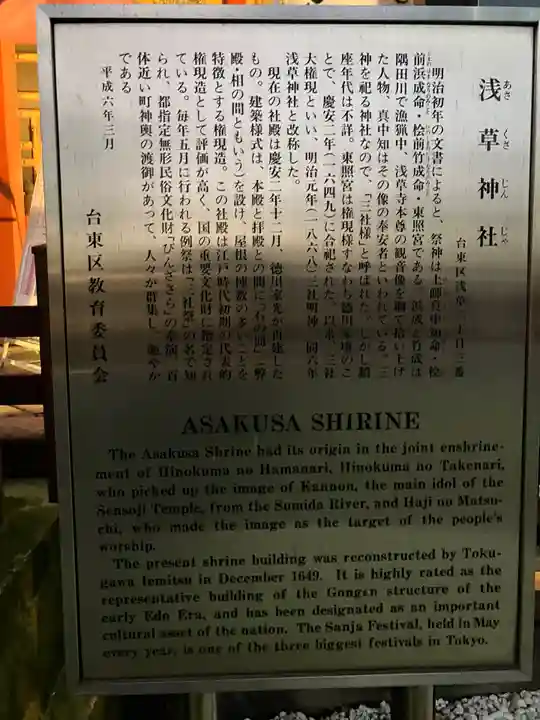 浅草神社
あさくさじんじゃ
台東区浅草二丁目三番
明治初年の文書によると、祭神は土師真中知命・桧
前浜成命・桧前竹成命・東照宮である。浜成と竹成は
隅田川で漁猟中、浅草寺本尊の観音像を網で拾い上げ
た人物、真中知はその像の奉安者といわれている。三
神を祀る神社なので、「三社様」と呼ばれた。しかし鎮
座年代は不詳。東照宮は権現様すなわち徳川家康のこ
とで、慶安二年(一六四九)に合祀された。以来、三社
大権現といい、明治元年(一八六八)三社明神、同六年
浅草神社と改称した。
現在の社殿は慶安二年十二月、徳川家光が再建した
もの。建築様式は、本殿と拝殿との間に「石の間」(幣
殿・相の間ともいう)を設け、屋根の棟数の多いことを
特徴とする権現造。この社殿は江戸時代初期の代表的
権現造として評価が高く、国の重要文化財に指定され
ている。毎年五月に行われる例祭は「三社祭」の名で知
られ、都指定無形民俗文化財「びんざさら」の奉演、百
体近い町神輿の渡御があって、人々が群集し、賑やか
である
平成六年三月
台東区教育委員会
ASAKUSA SHIRINE
The Asakusa Shrine had its origin in the joint enshrine-
ment of Hinokuma no Hamanari, Hinokuma no Takenari,
who picked up the image of Kannon, the main idol of the
Sensoji Temple, from the Sumida River, and Haji no Matsu-
chi, who made the image as the target of the people's
worship.
The present shrine building was reconstructed by Toku-
gawa Iemitsu in December 1649. It is highly rated as the
representative building of the Gongen structure of the
early Edo Era, and has been designated as an important
cultural asset of the nation. The Sanja Festival, held in May
every year, is one of the three biggest festivals in Tokyo.